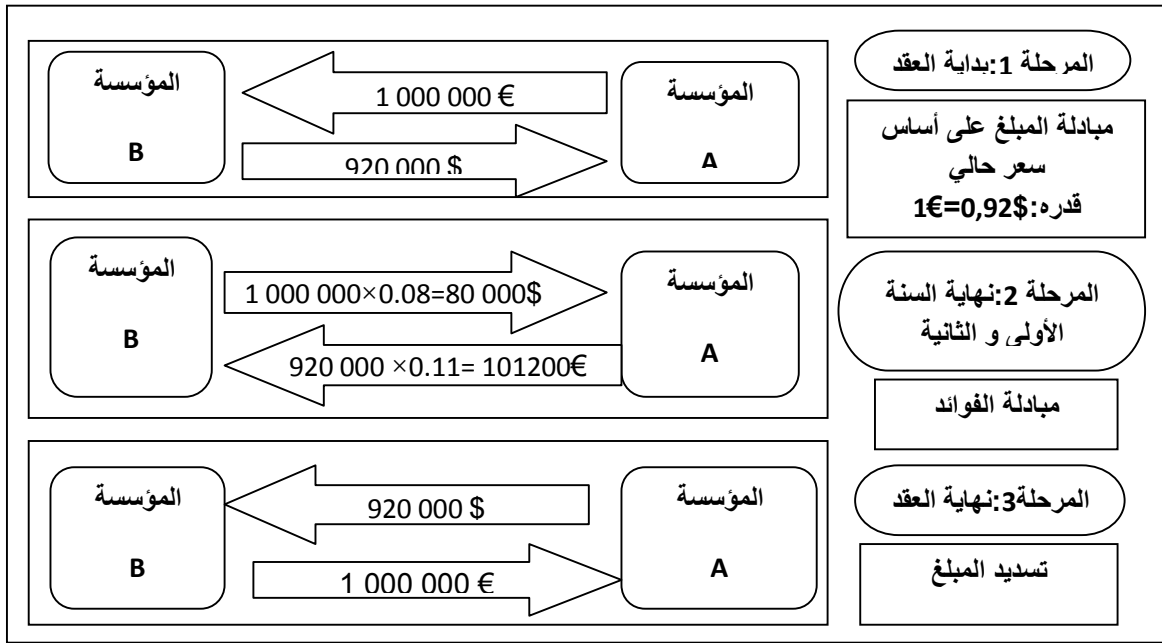 المرحلة 1:بداية العقد
مبادلة المبلغ على أساس
سعر حالي
قدره:$0,92=€1
المؤسسة
A
1 000 000 €
920 000 $
المؤسسة
B
المرحلة 2:نهاية السنة
الأولى و الثانية
مبادلة الفوائد
المؤسسة
A
1 000 000×0.08=80 000$
920 000 ×0.11= 101200€
المؤسسة
B
المرحلة3:نهاية العقد
تسديد المبلغ
المؤسسة
A
920 000 $
1 000 000 €
المؤسسة
B